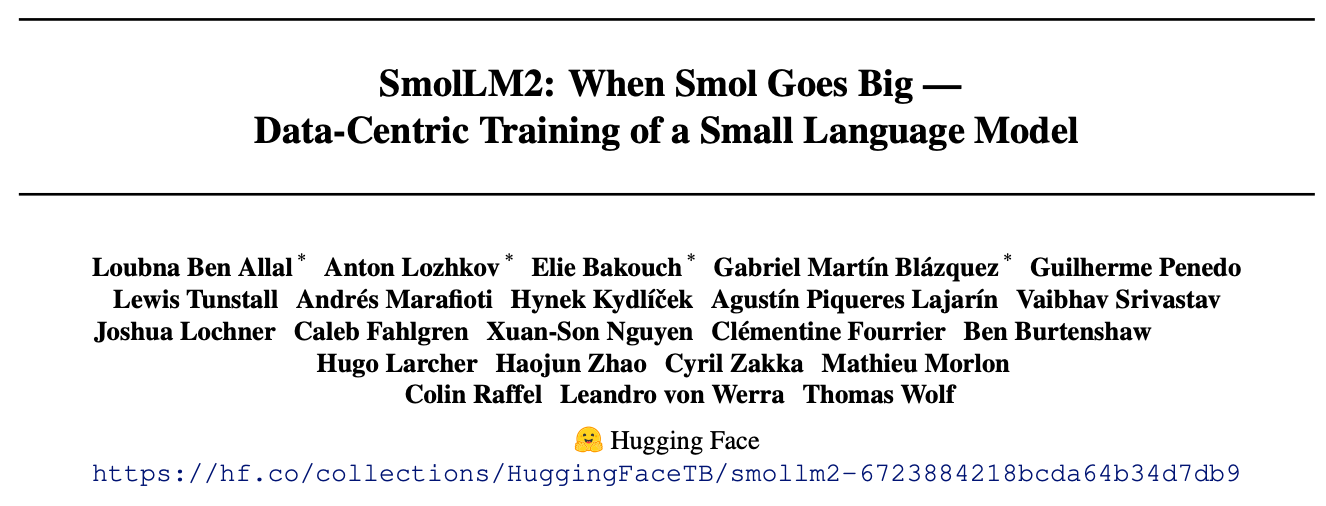 SmolLM2: When Smol Goes Big —
Data-Centric Training of a Small Language Model
Loubna Ben Allal* Anton Lozhkov* Elie Bakouch* Gabriel Martín Blázquez* Guilherme Penedo
Lewis Tunstall Andrés Marafioti Hynek Kydlíček Agustín Piqueres Lajarín Vaibhav Srivastav
Joshua Lochner Caleb Fahlgren Xuan-Son Nguyen Clémentine Fourrier Ben Burtenshaw
Hugo Larcher Haojun Zhao Cyril Zakka Mathieu Morlon
Colin Raffel Leandro von Werra Thomas Wolf
🤗 Hugging Face
https://hf.co/collections/HuggingFaceTB/smollm2-6723884218bcda64b34d7db9